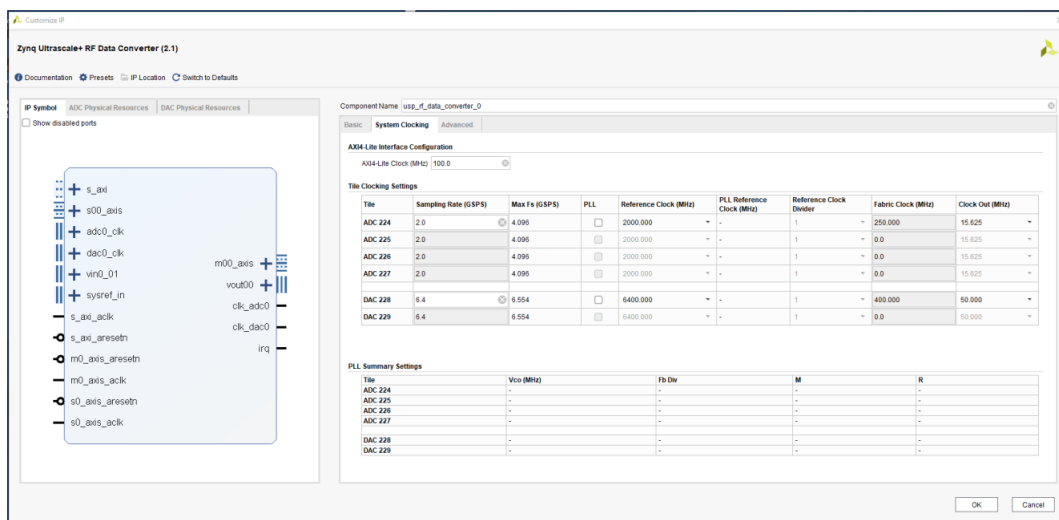 Customize IP
Zynq Ultrascale+ RF Data Converter (2.1)
Documentation Presets IP Location Switch to Defaults
IP Symbol ADC Physical Resources DAC Physical Resources
Show disabled ports
s_axi
s00_axis
adc0_clk
dac0_clk
vin0_01
sysref_in
s_axi_aclk
s_axi_aresetn
m0_axis_aresetn
m0_axis_aclk
s0_axis_aresetn
s0_axis_aclk
m00_axis
vout00
clk_adc0
clk_dac0
irq
Component Name usp_rf_data_converter_0
Basic System Clocking Advanced
AXI4-Lite Interface Configuration
AXI4-Lite Clock (MHz) 100.0
Tile Clocking Settings
Tile Sampling Rate (GSPS) Max Fs (GSPS) PLL Reference Clock (MHz) PLL Reference Clock (MHz) Reference Clock Divider Fabric Clock (MHz) Clock Out (MHz)
ADC 224 2.0 4.096 2000.000 - 1 250.000 15.625
ADC 225 2.0 4.096 2000.000 - 1 0.0 15.625
ADC 226 2.0 4.096 2000.000 - 1 0.0 15.625
ADC 227 2.0 4.096 2000.000 - 1 0.0 15.625
DAC 228 6.4 6.554 6400.000 - 1 400.000 50.000
DAC 229 6.4 6.554 6400.000 - 1 0.0 50.000
PLL Summary Settings
Tile Vco (MHz) Fb Div M R
ADC 224 - - - -
ADC 225 - - - -
ADC 226 - - - -
ADC 227 - - - -
DAC 228 - - - -
DAC 229 - - - -
OK Cancel